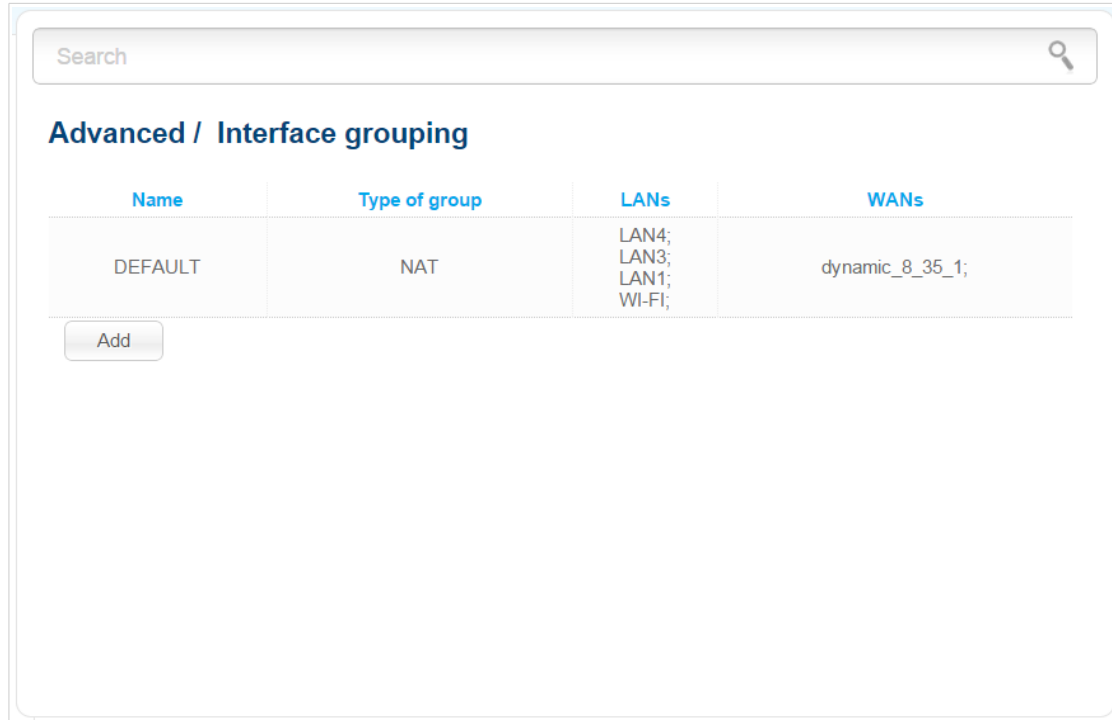 Search
Advanced / Interface grouping
Name Type of group LANs WANs
DEFAULT NAT LAN4; dynamic_8_35_1;
LAN3;
LAN1;
WI-FI;
Add